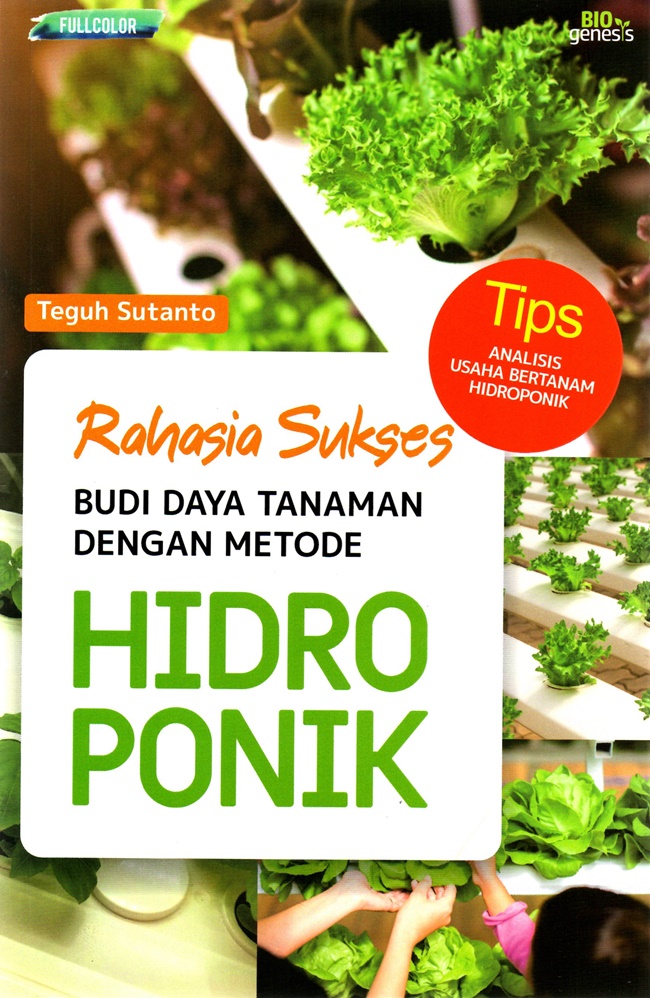 FULLCOLOR
BIO
genesis
Teguh Sutanto
Tips
ANALISIS
USAHA BERTANAM
HIDROPONIK
Rahasia Sukses
BUDI DAYA TANAMAN
DENGAN METODE
HIDRO
PONIK